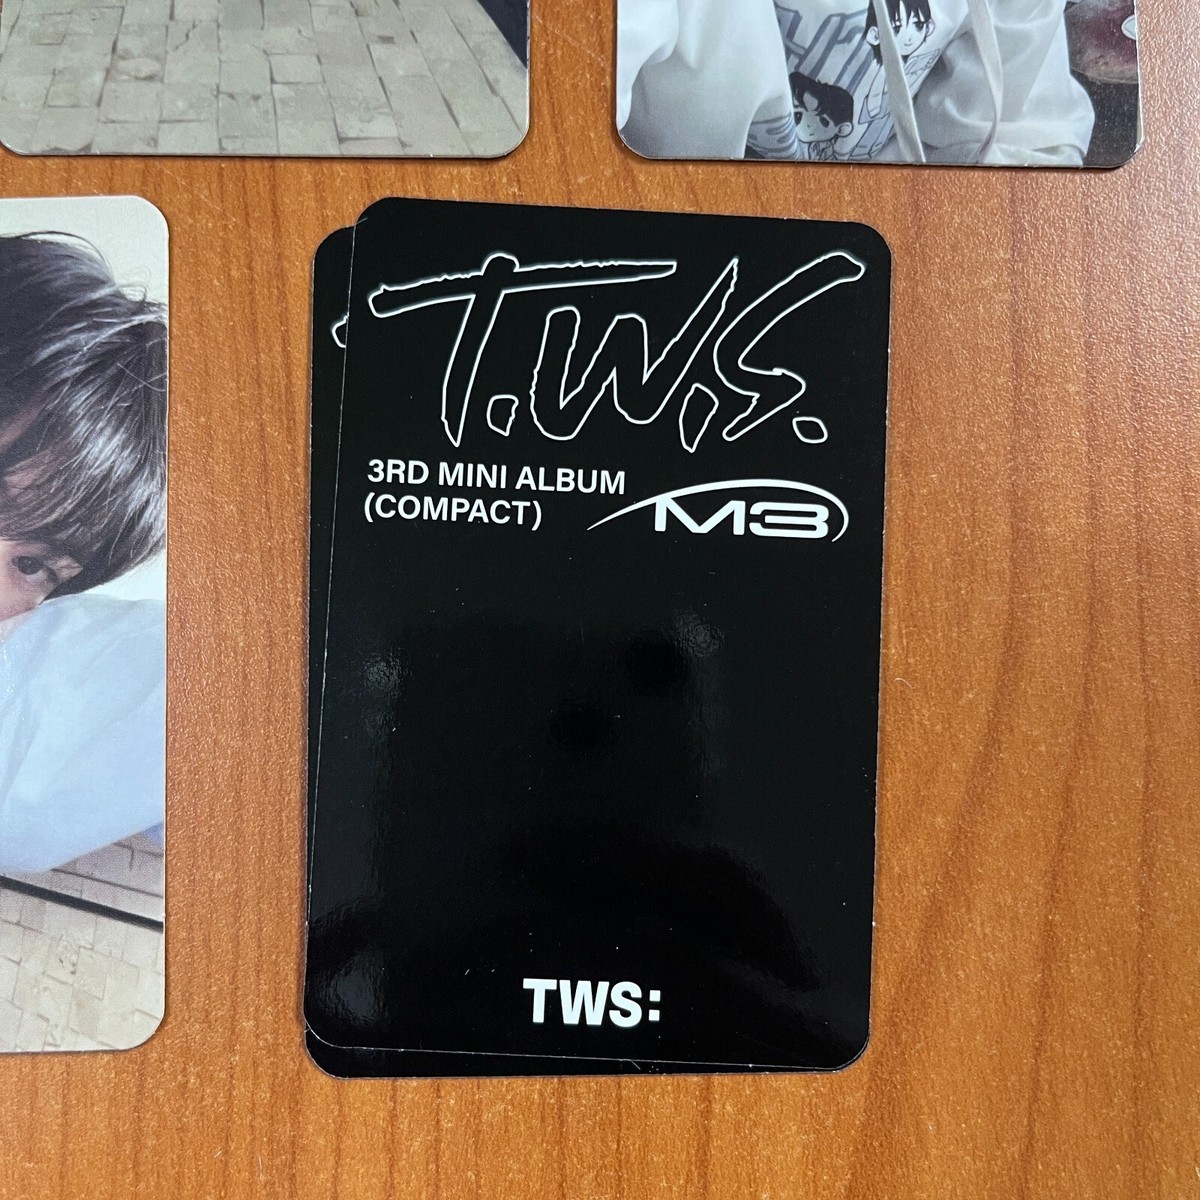 T.W.S.
3RD MINI ALBUM
(COMPACT)
M3
TWS: